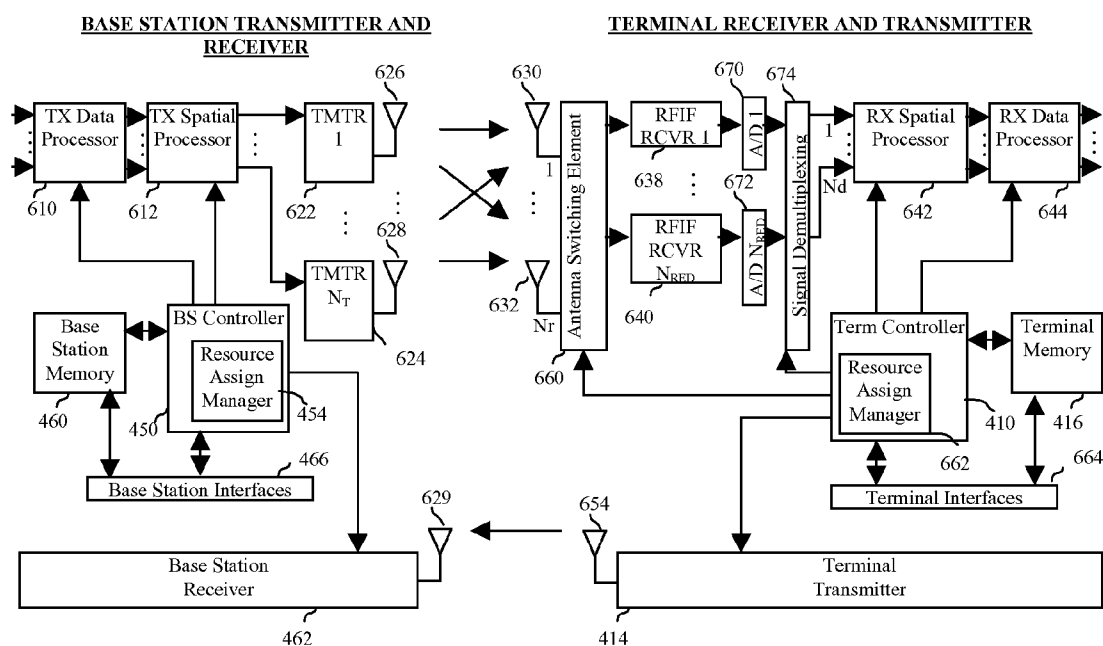 BASE STATION TRANSMITTER AND
RECEIVER
TERMINAL RECEIVER AND TRANSMITTER
626
630
670
674
TX Data
Processor
TX Spatial
Processor
TMTR
1
RFIF
RCVR 1
A/D 1
1
RX Spatial
Processor
RX Data
Processor
610
612
622
1
Antenna Switching Element
638
672
Signal Demultiplexing
Nd
642
644
628
TMTR
NT
632
Nr
RFIF
RCVR
NRED
A/D NRED
640
624
660
BS Controller
Base
Station
Memory
Resource
Assign
Manager
460
450
454
Term Controller
Terminal
Memory
Resource
Assign
Manager
410
416
662
664
466
Base Station Interfaces
Terminal Interfaces
629
654
Base Station
Receiver
Terminal
Transmitter
462
414